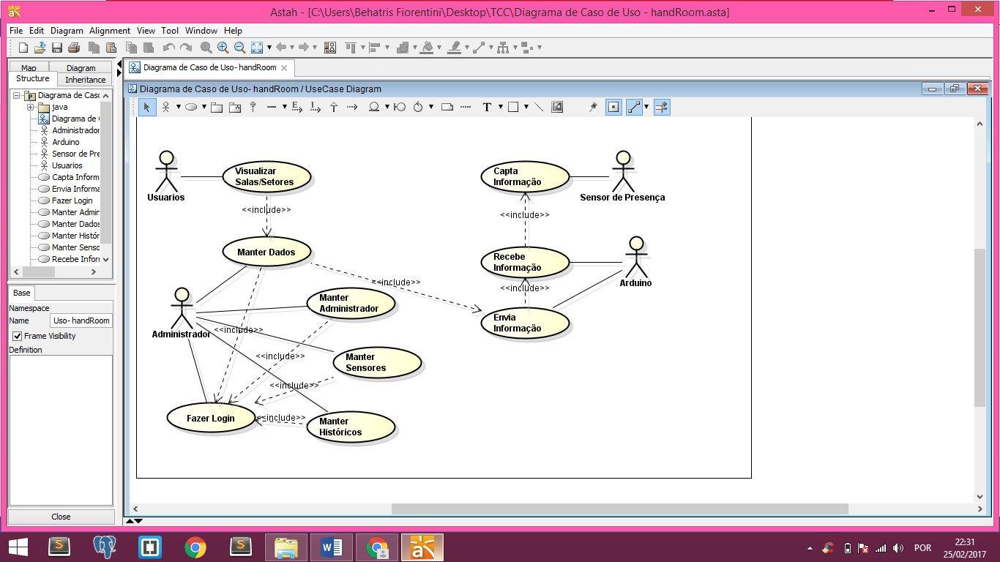 Astah - [C:\Users\Behatris Fiorentini\Desktop\TCC\Diagrama de Caso de Uso - handRoom.asta]
File Edit Diagram Alignment View Tool Window Help
Map Diagram
Structure Inheritance
Diagrama de Caso
java
Diagrama de
Administrador
Arduino
Sensor de Pre
Usuarios
Capta Inform
Envia Informa
Fazer Login
Manter Admir
Manter Dados
Manter Histór
Manter Senso
Recebe Infor
Base
Namespace
Name Uso- handRoom
Frame Visibility
Definition
Close
Diagrama de Caso de Uso- handRoom
Diagrama de Caso de Uso- handRoom / UseCase Diagram
T
Usuarios
Visualizar
Salas/Setores
<<include>>
Manter Dados
<<include>>
Administrador
Manter
Administrador
<<include>>
<<include>>
Manter
Sensores
<<include>>
Fazer Login
<<include>>
Manter
Históricos
Capta
Informação
Sensor de Presença
<<include>>
Recebe
Informação
Arduino
<<include>>
Envia
Informação
POR
22:31
25/02/2017